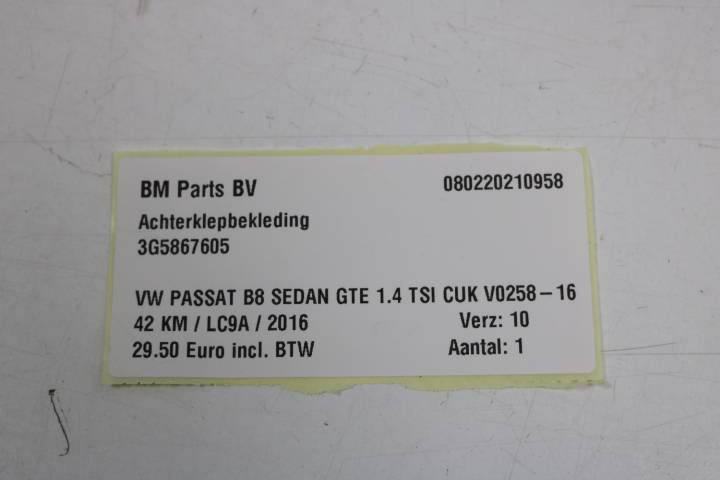 BM Parts BV 080220210958
Achterklepbekleding
3G5867605
VW PASSAT B8 SEDAN GTE 1.4 TSI CUK V0258-16
42 KM / LC9A / 2016 Verz: 10
29.50 Euro incl. BTW Aantal: 1